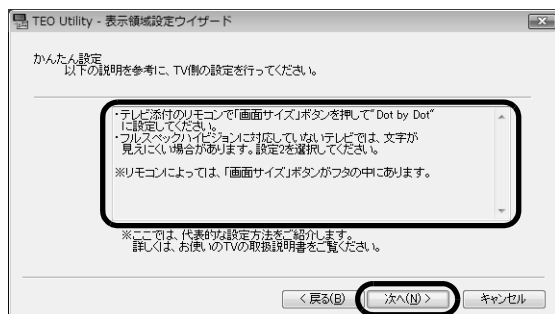 TEO Utility - 表示領域設定ウィザード
かんたん設定
以下の説明を参考に、TV側の設定を行ってください。
・テレビ添付のリモコンで「画面サイズ」ボタンを押して"Dot by Dot"
に設定してください。
・フルスペックハイビジョンに対応していないテレビでは、文字が
見えにくい場合があります。設定2を選択してください。
※リモコンによっては、「画面サイズ」ボタンがフタの中にあります。
※ここでは、代表的な設定方法をご紹介します。
詳しくは、お使いのTVの取扱説明書をご覧ください。
< 戻る(B) 次へ(N) > キャンセル